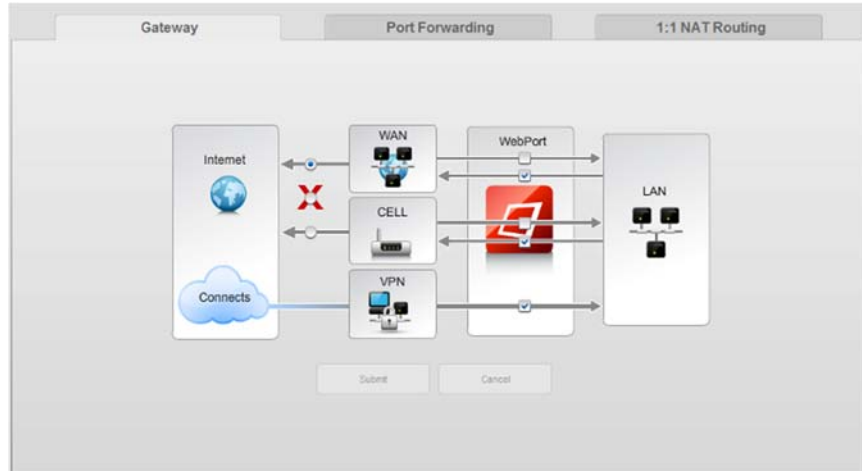 Gateway
Port Forwarding
1:1 NAT Routing
Internet
WAN
WebPort
LAN
CELL
VPN
Connects
Submit
Cancel